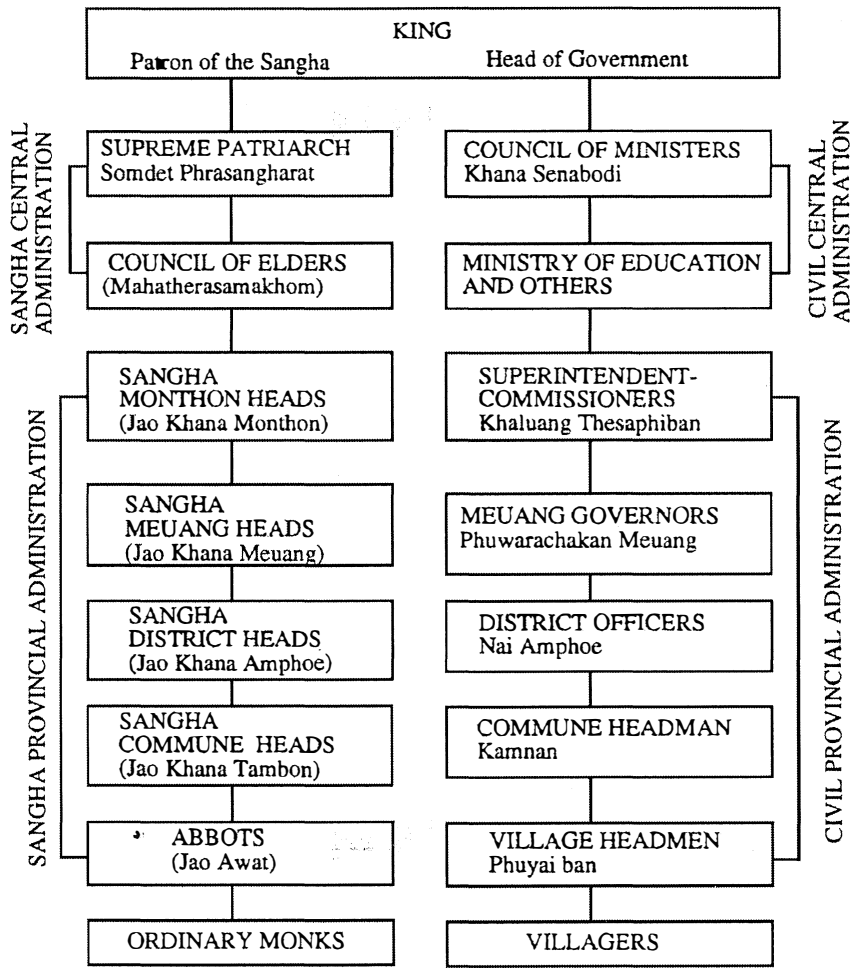 KING
Patron of the Sangha
Head of Government
SANGHA CENTRAL
ADMINISTRATION
SUPREME PATRIARCH
Somdet Phrasangharat
COUNCIL OF MINISTERS
Khana Senabodi
CIVIL CENTRAL
ADMINISTRATION
COUNCIL OF ELDERS
(Mahatherasamakhom)
MINISTRY OF EDUCATION
AND OTHERS
SANGHA PROVINCIAL ADMINISTRATION
SANGHA
MONTHON HEADS
(Jao Khana Monthon)
SUPERINTENDENT-
COMMISSIONERS
Khaluang Thesaphiban
CIVIL PROVINCIAL ADMINISTRATION
SANGHA
MEUANG HEADS
(Jao Khana Meuang)
MEUANG GOVERNORS
Phuwarachakan Meuang
SANGHA
DISTRICT HEADS
(Jao Khana Amphoe)
DISTRICT OFFICERS
Nai Amphoe
SANGHA
COMMUNE HEADS
(Jao Khana Tambon)
COMMUNE HEADMAN
Kamnan
ABBOTS
(Jao Awat)
VILLAGE HEADMEN
Phuyai ban
ORDINARY MONKS
VILLAGERS